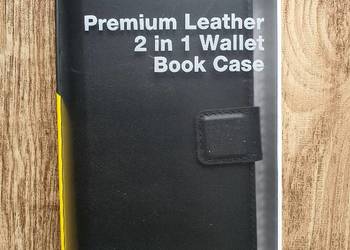 Premium Leather
2 in 1 Wallet
Book Case